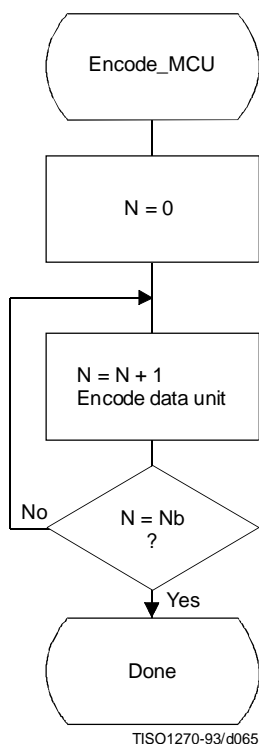 Encode_MCU
N = 0
N = N + 1
Encode data unit
N = Nb
?
No
Yes
Done
TISO1270-93/d065